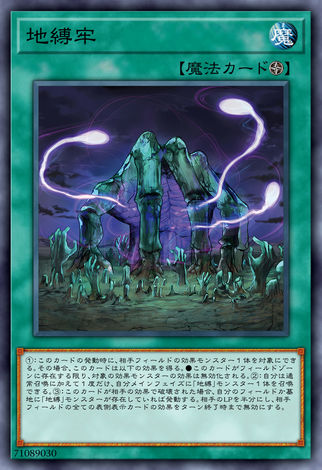 地縛牢
魔
【魔法カード】
①：このカードの発動時に、相手フィールドの効果モンスター１体を対象にで
きる。その場合、このカードは以下の効果を得る。●このカードがフィールドゾー
ンに存在する限り、対象の効果モンスターの効果は無効化される。②：自分は通
常召喚に加えて１度だけ、自分メインフェイズに「地縛」モンスター１体を召喚
できる。③：このカードが相手の効果で破壊された場合、自分のフィールドか墓
地に「地縛」モンスターが存在していれば発動する。相手のLPを半分にし、相手
フィールドの全ての表側表示カードの効果をターン終了時まで無効にする。
71089030